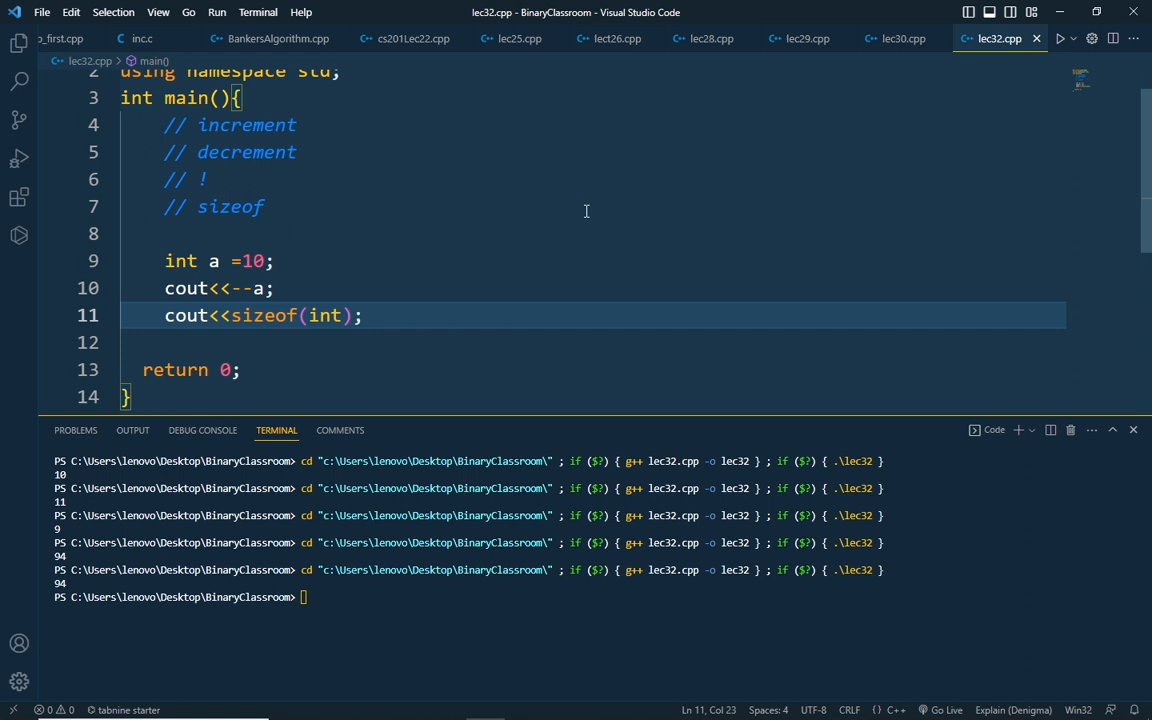 File Edit Selection View Go Run Terminal Help lec32.cpp - BinaryClassroom - Visual Studio Code
o_first.cpp inc.c BankersAlgorithm.cpp cs201Lec22.cpp lec25.cpp lect26.cpp lec28.cpp lec29.cpp lec30.cpp lec32.cpp
lec32.cpp > main()
2 using namespace std;
3 int main(){
4 // increment
5 // decrement
6 // !
7 // sizeof
8
9 int a =10;
10 cout<<--a;
11 cout<<sizeof(int);
12
13 return 0;
14 }
PROBLEMS OUTPUT DEBUG CONSOLE TERMINAL COMMENTS Code
PS C:\Users\lenovo\Desktop\BinaryClassroom> cd "c:\Users\lenovo\Desktop\BinaryClassroom\" ; if ($?) { g++ lec32.cpp -o lec32 } ; if ($?) { .\lec32 }
10
PS C:\Users\lenovo\Desktop\BinaryClassroom> cd "c:\Users\lenovo\Desktop\BinaryClassroom\" ; if ($?) { g++ lec32.cpp -o lec32 } ; if ($?) { .\lec32 }
11
PS C:\Users\lenovo\Desktop\BinaryClassroom> cd "c:\Users\lenovo\Desktop\BinaryClassroom\" ; if ($?) { g++ lec32.cpp -o lec32 } ; if ($?) { .\lec32 }
9
PS C:\Users\lenovo\Desktop\BinaryClassroom> cd "c:\Users\lenovo\Desktop\BinaryClassroom\" ; if ($?) { g++ lec32.cpp -o lec32 } ; if ($?) { .\lec32 }
94
PS C:\Users\lenovo\Desktop\BinaryClassroom> cd "c:\Users\lenovo\Desktop\BinaryClassroom\" ; if ($?) { g++ lec32.cpp -o lec32 } ; if ($?) { .\lec32 }
94
PS C:\Users\lenovo\Desktop\BinaryClassroom>
0 0 tabnine starter Ln 11, Col 23 Spaces: 4 UTF-8 CRLF {} C++ Go Live Explain (Denigma) Win32